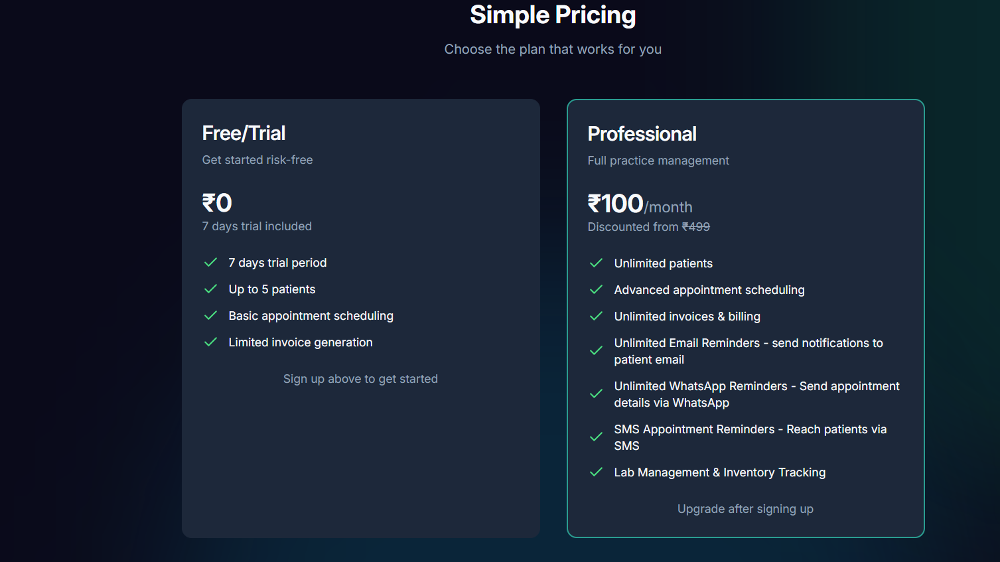 Simple Pricing
Choose the plan that works for you
Free/Trial
Get started risk-free
₹0
7 days trial included
7 days trial period
Up to 5 patients
Basic appointment scheduling
Limited invoice generation
Sign up above to get started
Professional
Full practice management
₹100/month
Discounted from ₹499
Unlimited patients
Advanced appointment scheduling
Unlimited invoices & billing
Unlimited Email Reminders - send notifications to
patient email
Unlimited WhatsApp Reminders - Send appointment
details via WhatsApp
SMS Appointment Reminders - Reach patients via
SMS
Lab Management & Inventory Tracking
Upgrade after signing up